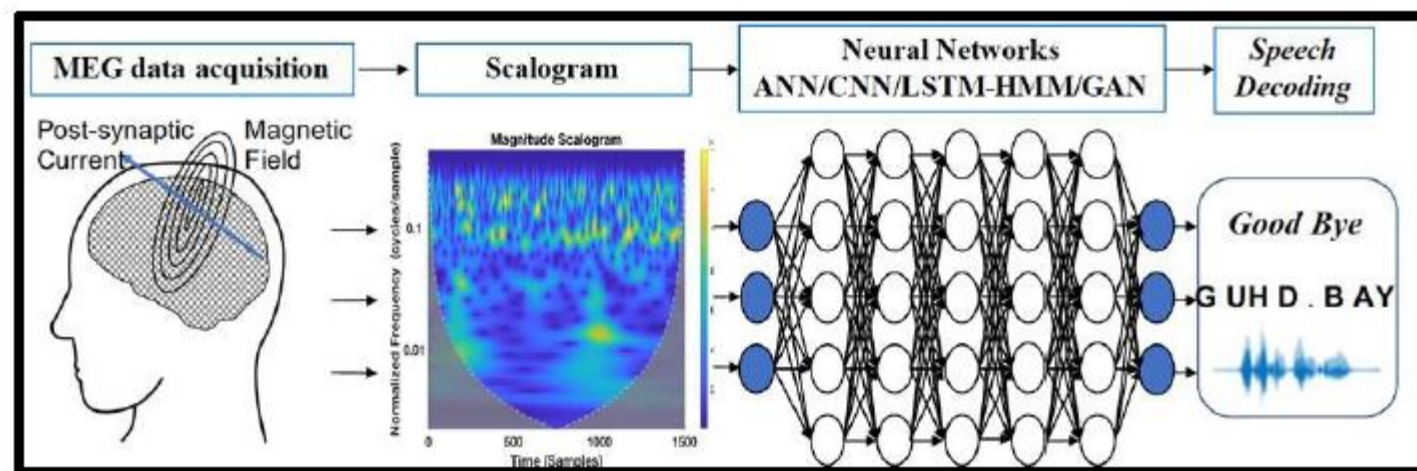 MEG data acquisition
Scalogram
Neural Networks
ANN/CNN/LSTM-HMM/GAN
Speech
Decoding
Post-synaptic
Current
Magnetic
Field
Magnitude Scalogram
Normalized Frequency (cycles/sample)
0.1
0.01
0
500
1000
1500
Time (Samples)
Good Bye
G UH D . B AY